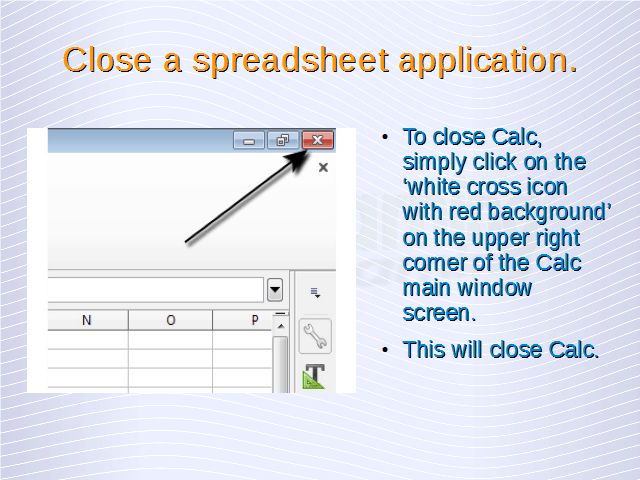 Close a spreadsheet application.
• To close Calc,
simply click on the
‘white cross icon
with red background’
on the upper right
corner of the Calc
main window
screen.
• This will close Calc.
N O P